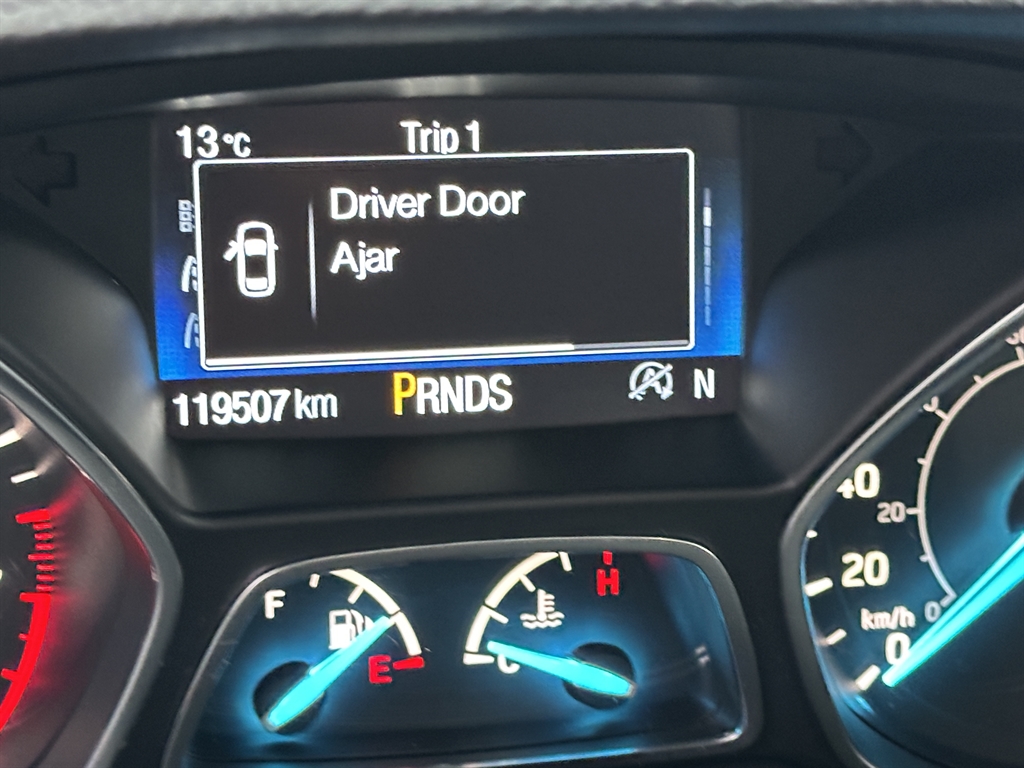 13°C Trip 1
Driver Door
Ajar
119507 km PRNDS A N
F E
C H
40
20
20
km/h 0
0